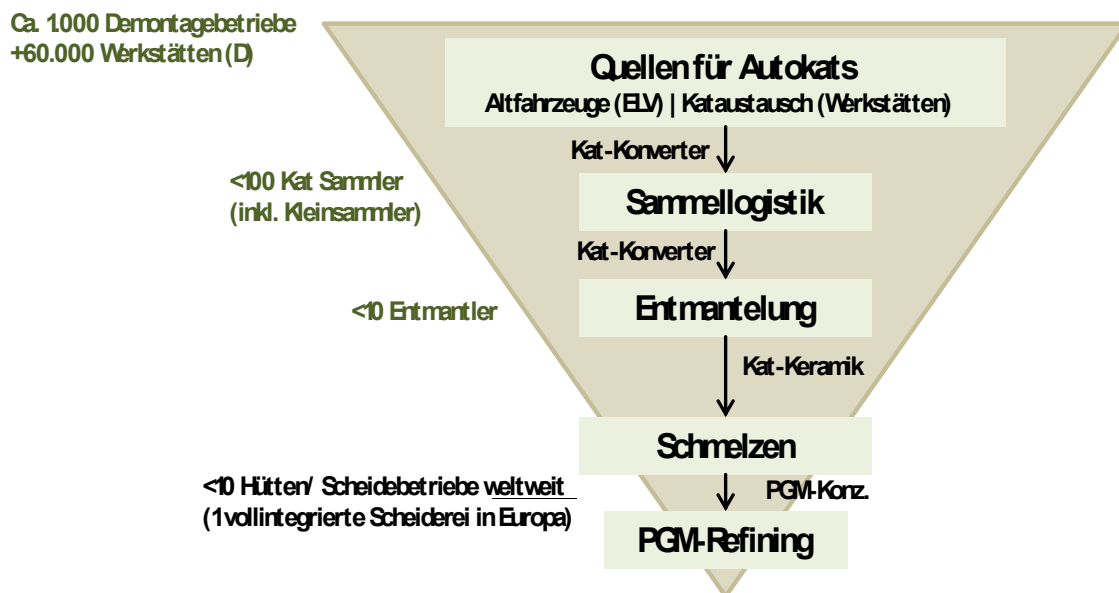 Ca. 1.000 Demontagebetriebe
+60.000 Werkstätten (D)
Quellen für Autokats
Altfahrzeuge (ELV) | Kataustausch (Werkstätten)
Kat-Konverter
<100 Kat Sammler
(inkl. Kleinsammler)
Sammellogistik
Kat-Konverter
<10 Entmantler
Entmantelung
Kat-Keramik
Schmelzen
<10 Hütten/ Scheidebetriebe weltweit
(1 vollintegrierte Scheiderei in Europa)
PGM-Konz.
PGM-Refining